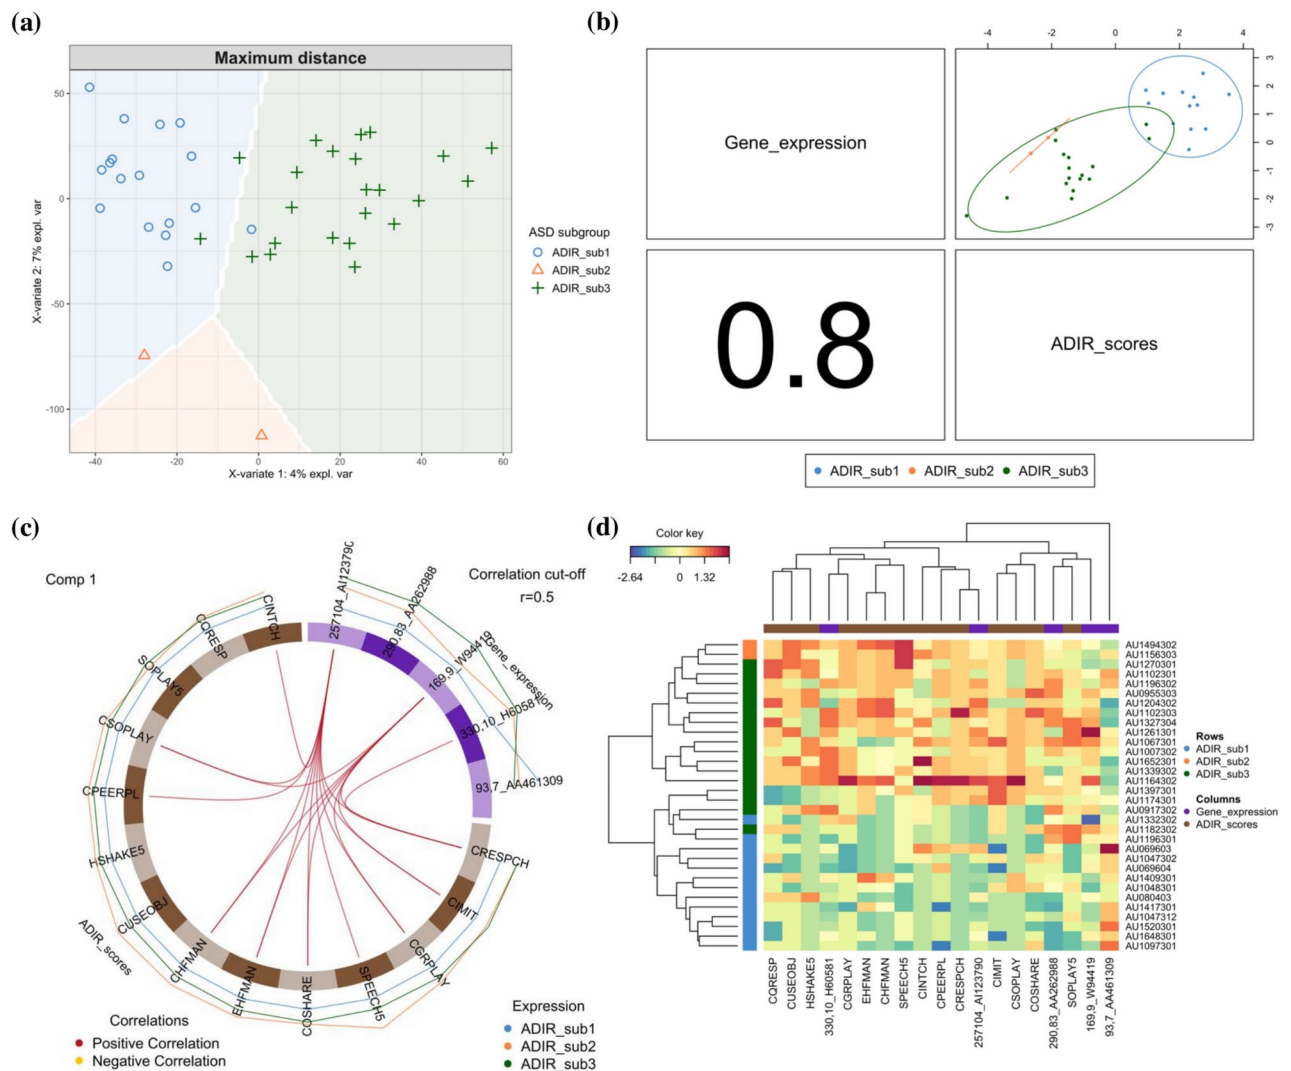 (a)
Maximum distance
50
0
-50
-100
X-variate 2: 7% expl. var
-40
-20
0
20
40
60
X-variate 1: 4% expl. var
ASD subgroup
ADIR_sub1
ADIR_sub2
ADIR_sub3
(b)
-4
-2
0
2
4
Gene_expression
3
2
1
0
-1
-2
-3
0.8
ADIR_scores
ADIR_sub1
ADIR_sub2
ADIR_sub3
(c)
Comp 1
Correlation cut-off
r=0.5
257104_AI123790
290,83_AA262988
169,9_W94419
Gene_expression
330,10_H60581
93,7_AA461309
CRESPCH
CIMIT
CGRPLAY
SPEECH5
COSHARE
EHFMAN
CHFMAN
CUSEOBJ
HSHAKE5
CPEERPL
CSOPLAY
SOPLAY5
CQRESP
CINTCH
ADIR_scores
Correlations
Positive Correlation
Negative Correlation
Expression
ADIR_sub1
ADIR_sub2
ADIR_sub3
(d)
Color key
-2.64
0
1.32
AU1494302
AU1156303
AU1270301
AU1102301
AU1196302
AU0955303
AU1204302
AU1102303
AU1327304
AU1261301
AU1067301
AU1007302
AU1652301
AU1339302
AU1164302
AU1397301
AU1174301
AU0917302
AU1332302
AU1182302
AU1196301
AU069603
AU1047302
AU069604
AU1409301
AU1048301
AU080403
AU1417301
AU1047312
AU1520301
AU1648301
AU1097301
CQRESP
CUSEOBJ
HSHAKE5
330,10_H60581
CGRPLAY
EHFMAN
CHFMAN
SPEECH5
CINTCH
CPEERPL
CRESPCH
257104_AI123790
CIMIT
CSOPLAY
COSHARE
290,83_AA262988
SOPLAY5
169,9_W94419
93,7_AA461309
Rows
ADIR_sub1
ADIR_sub2
ADIR_sub3
Columns
Gene_expression
ADIR_scores